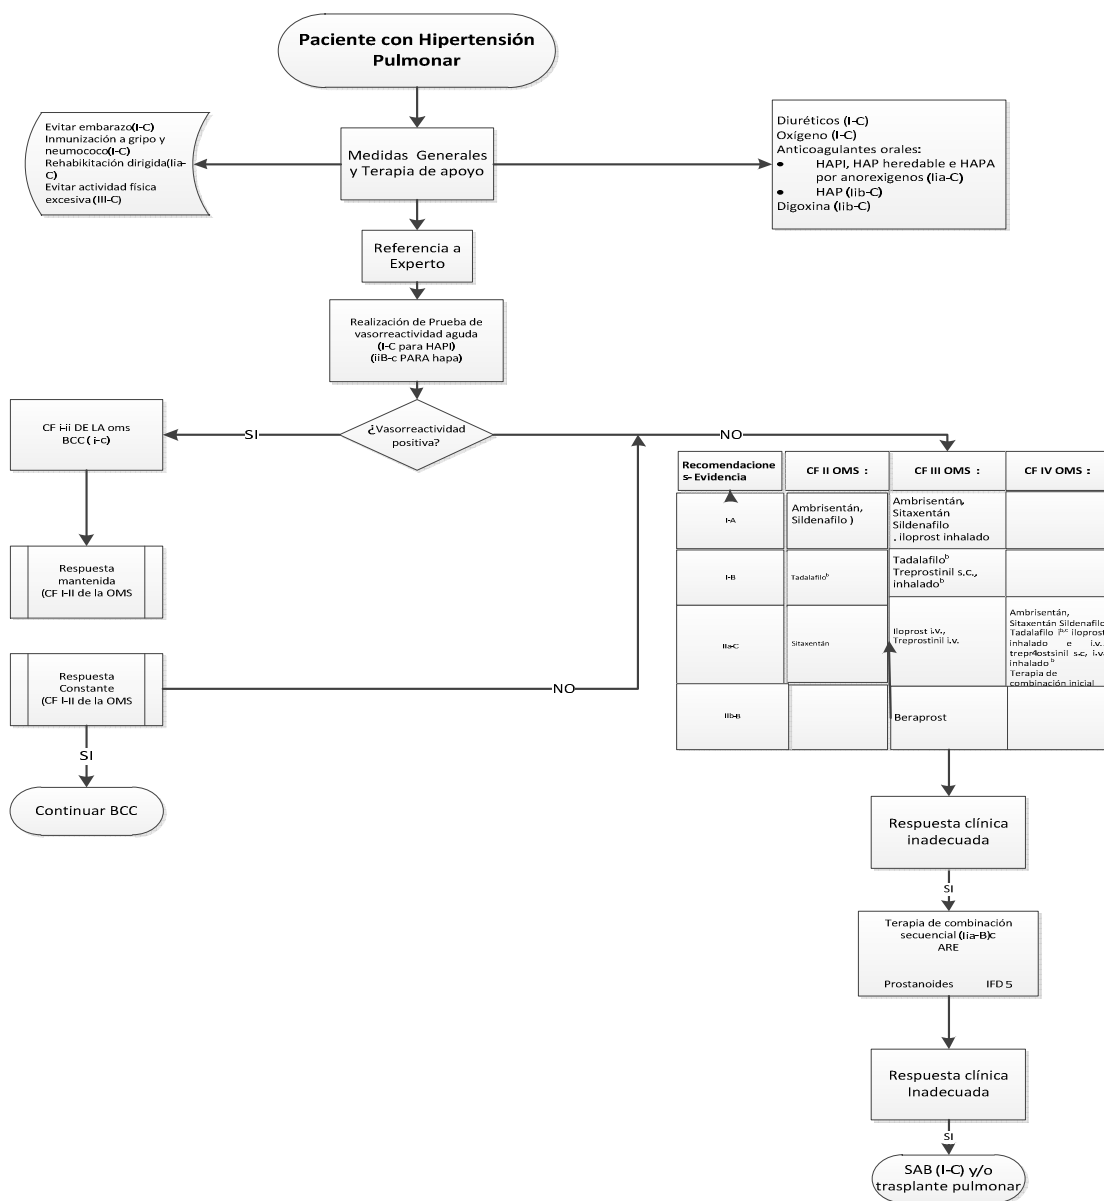 Paciente con Hipertensión
Pulmonar
Evitar embarazo(I-C)
Inmunización a gripo y
neumococo(I-C)
Rehabikitación dirigida(Iia-
C)
Evitar actividad física
excesiva(III-C)
Medidas Generales
y Terapia de apoyo
Diuréticos (I-C)
Oxígeno (I-C)
Anticoagulantes orales:
• HAPI, HAP heredable e HAPA
por anorexigenos (Iia-C)
• HAP (Iib-C)
Digoxina (Iib-C)
Referencia a
Experto
Realización de Prueba de
vasorreactividad aguda
(I-C para HAPI)
(iiB-c PARA hapa)
¿Vasorreactividad
positiva?
SI
NO
CF i-ii DE LA oms
BCC ( i-c)
Respuesta
mantenida
(CF I-II de la OMS
Respuesta
Constante
(CF I-II de la OMS
NO
SI
Continuar BCC
Recomendacione
s- Evidencia
CF II OMS :
CF III OMS :
CF IV OMS :
I-A
Ambrisentán,
Sildenafilo )
Ambrisentán,
Sitaxentán
Sildenafilo
. iloprost inhalado
I-B
Tadalafilo^b
Tadalafilo^b
Treprostinil s.c.,
inhalado^b
IIa-C
Sitaxentán
Iloprost i.v.,
Treprostinil i.v.
Ambrisentán,
Sitaxentán Sildenafilo
Tadalafilo ^b,c iloprost
inhalado e i.v.
trepr4ostsinil s.c, i.v.
inhalado ^b
Terapia de
combinación inicial
IIb-B
Beraprost
Respuesta clínica
inadecuada
SI
Terapia de combinación
secuencial (Iia-B)c
ARE
Prostanoides IFD 5
Respuesta clínica
Inadecuada
SI
SAB (I-C) y/o
trasplante pulmonar